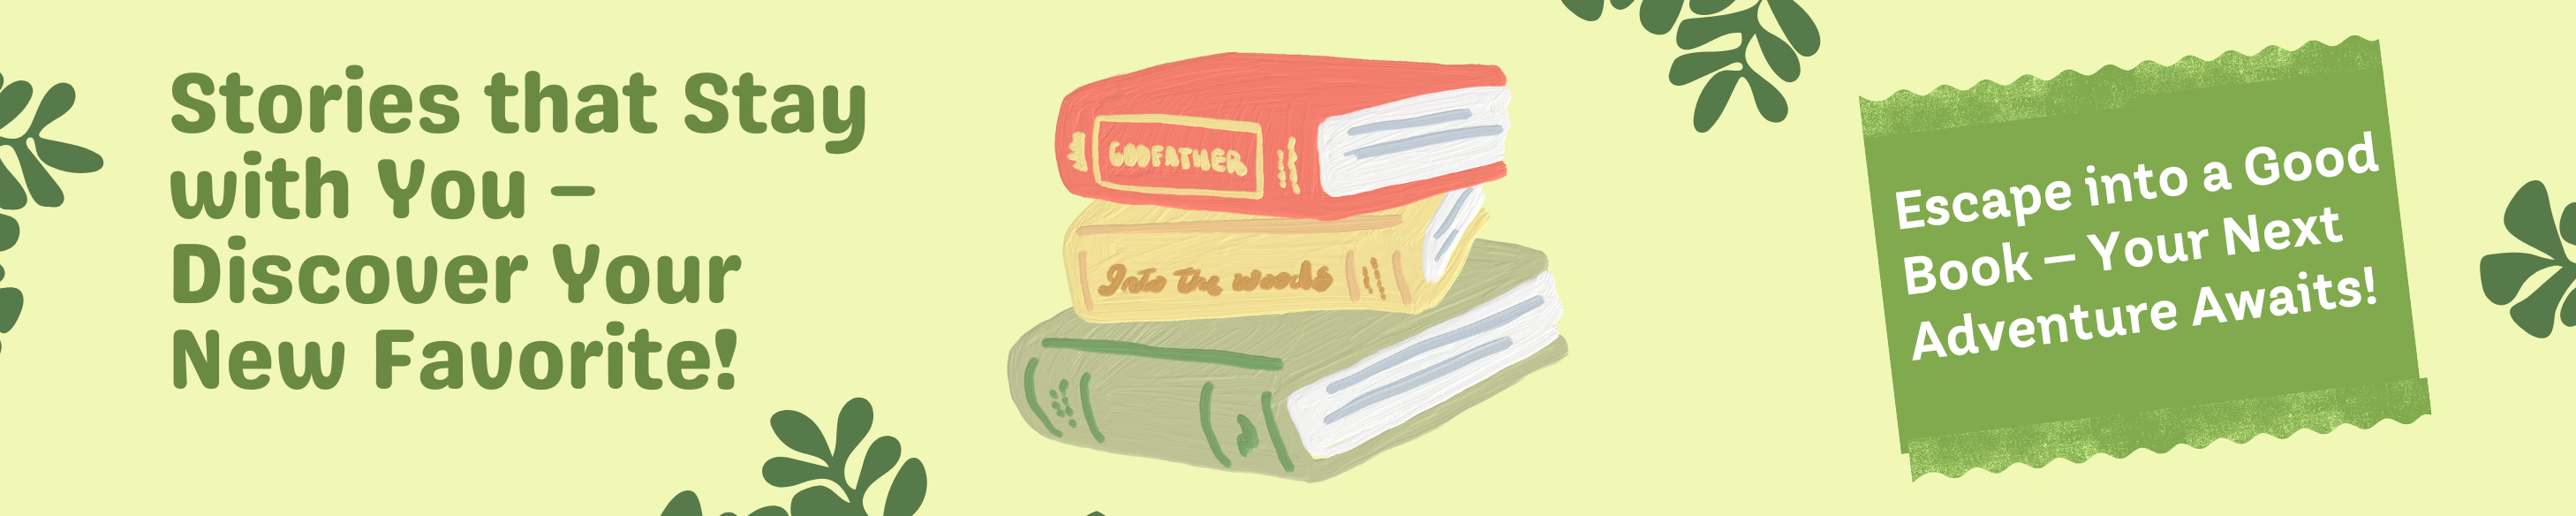 Stories that Stay
with You –
Discover Your
New Favorite!
GODFATHER
Into the woods
Escape into a Good
Book – Your Next
Adventure Awaits!